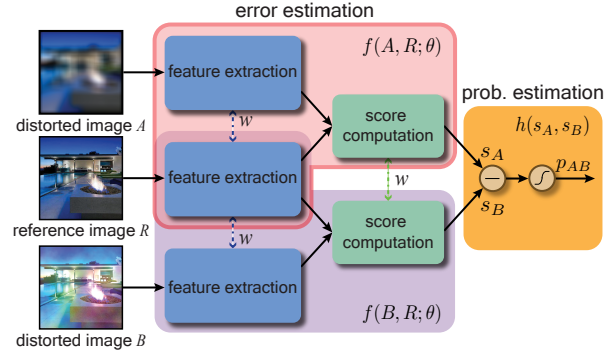 error estimation
feature extraction
f(A, R; θ)
distorted image A
w
score
computation
prob. estimation
h(s_A, s_B)
feature extraction
s_A
p_AB
reference image R
w
s_B
w
score
computation
feature extraction
f(B, R; θ)
distorted image B